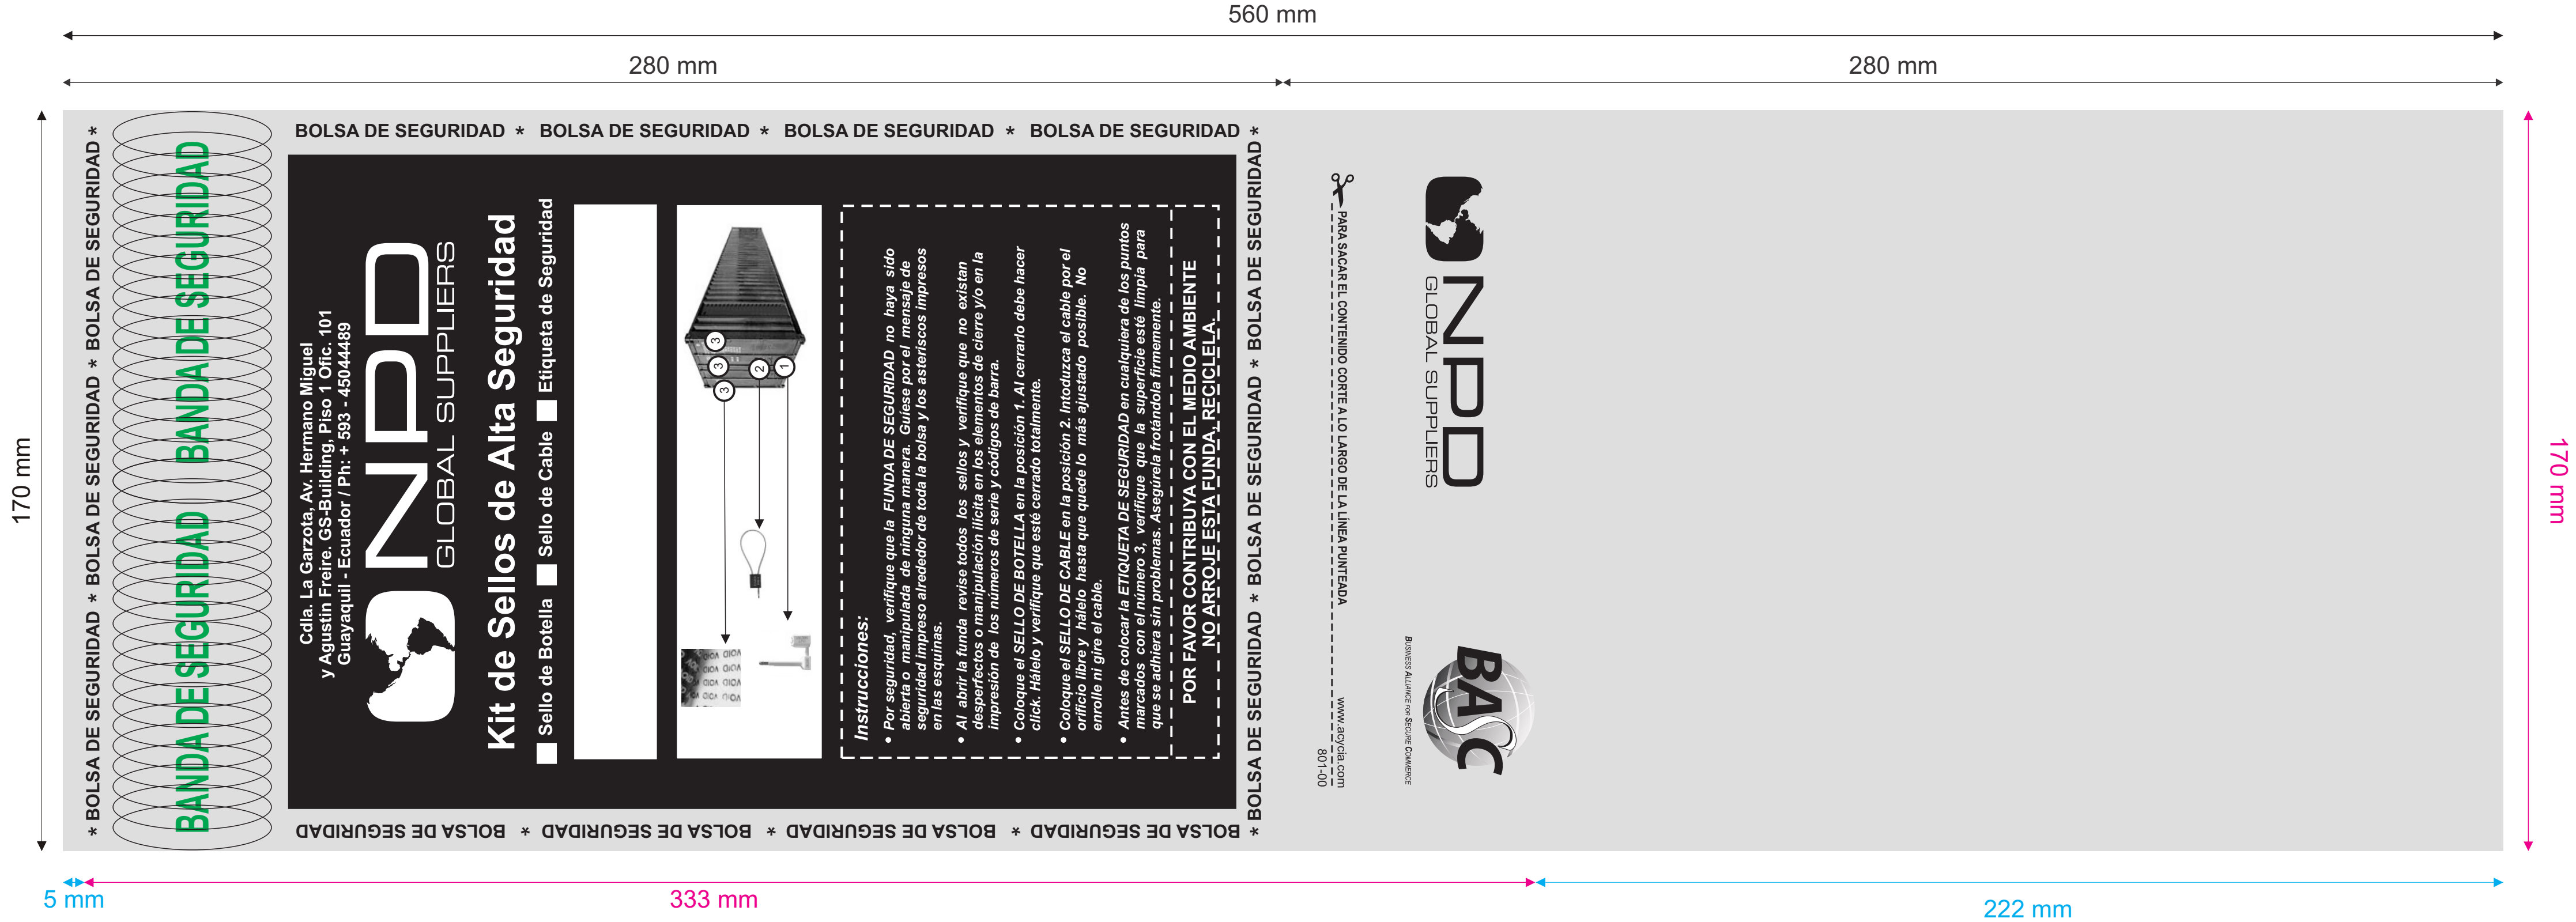 560 mm
280 mm
280 mm
170 mm
* BOLSA DE SEGURIDAD * BOLSA DE SEGURIDAD * BOLSA DE SEGURIDAD *
BANDA DE SEGURIDAD BANDA DE SEGURIDAD
BOLSA DE SEGURIDAD * BOLSA DE SEGURIDAD * BOLSA DE SEGURIDAD * BOLSA DE SEGURIDAD *
Cdla. La Garzota, Av. Hermano Miguel
y Agustin Freire. GS-Building, Piso 1 Ofic. 101
Guayaquil - Ecuador / Ph: + 593 - 45044489
NPD
GLOBAL SUPPLIERS
Kit de Sellos de Alta Seguridad
Sello de Botella Sello de Cable Etiqueta de Seguridad
3
3
3
2
1
VOID VOID VOID
Instrucciones:
• Por seguridad, verifique que la FUNDA DE SEGURIDAD no haya sido
abierta o manipulada de ninguna manera. Guíese por el mensaje de
seguridad impreso alrededor de toda la bolsa y los asteriscos impresos
en las esquinas.
• Al abrir la funda revise todos los sellos y verifique que no existan
desperfectos o manipulación ilícita en los elementos de cierre y/o en la
impresión de los números de serie y códigos de barra.
• Coloque el SELLO DE BOTELLA en la posición 1. Al cerrarlo debe hacer
click. Hálelo y verifique que esté cerrado totalmente.
• Coloque el SELLO DE CABLE en la posición 2. Intoduzca el cable por el
orificio libre y hálelo hasta que quede lo más ajustado posible. No
enrolle ni gire el cable.
• Antes de colocar la ETIQUETA DE SEGURIDAD en cualquiera de los puntos
marcados con el número 3, verifique que la superficie esté limpia para
que se adhiera sin problemas. Asegúrela frotándola firmemente.
POR FAVOR CONTRIBUYA CON EL MEDIO AMBIENTE
NO ARROJE ESTA FUNDA, RECICLELA.
* BOLSA DE SEGURIDAD * BOLSA DE SEGURIDAD * BOLSA DE SEGURIDAD
BOLSA DE SEGURIDAD * BOLSA DE SEGURIDAD * BOLSA DE SEGURIDAD * BOLSA DE SEGURIDAD
PARA SACAR EL CONTENIDO CORTE A LO LARGO DE LA LÍNEA PUNTEADA
www.acycia.com
801-00
NPD
GLOBAL SUPPLIERS
BASC
BUSINESS ALLIANCE FOR SECURE COMMERCE
170 mm
5 mm
333 mm
222 mm